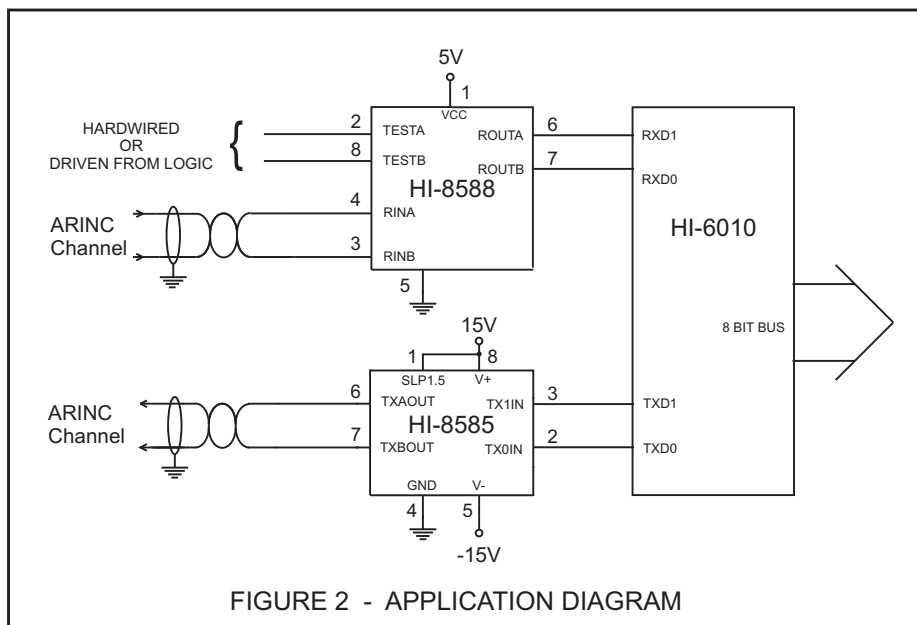 5V
1
VCC
HARDWIRED
OR
DRIVEN FROM LOGIC
2
TESTA
8
TESTB
ROUTA
6
ROUTB
7
HI-8588
ARINC
Channel
4
RINA
3
RINB
5
RXD1
RXD0
HI-6010
8 BIT BUS
TXD1
TXD0
15V
1
8
SLP1.5
V+
ARINC
Channel
6
TXAOUT
7
TXBOUT
HI-8585
TX1IN
3
TX0IN
2
GND
V-
4
5
-15V
FIGURE 2 - APPLICATION DIAGRAM